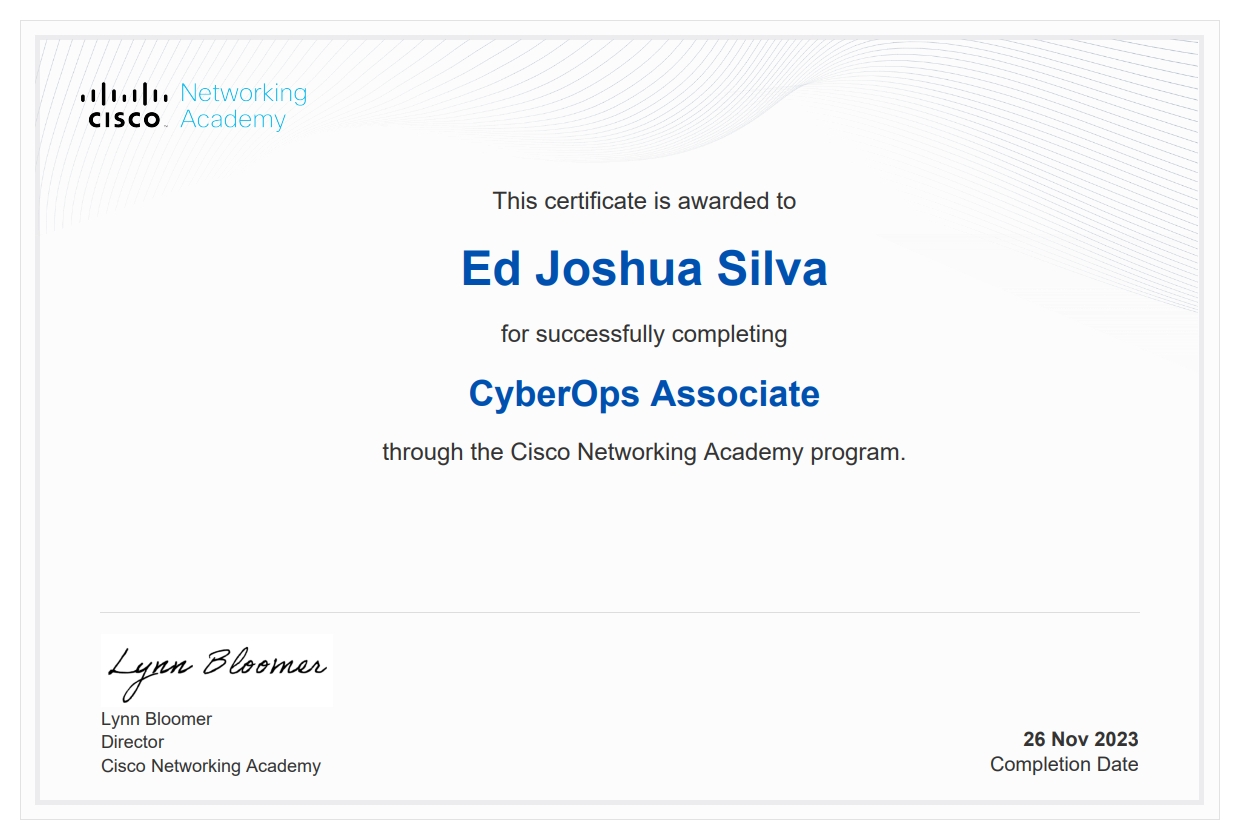 Networking
CISCO Academy
This certificate is awarded to
Ed Joshua Silva
for successfully completing
CyberOps Associate
through the Cisco Networking Academy program.
Lynn Bloomer
Lynn Bloomer
Director
Cisco Networking Academy
26 Nov 2023
Completion Date